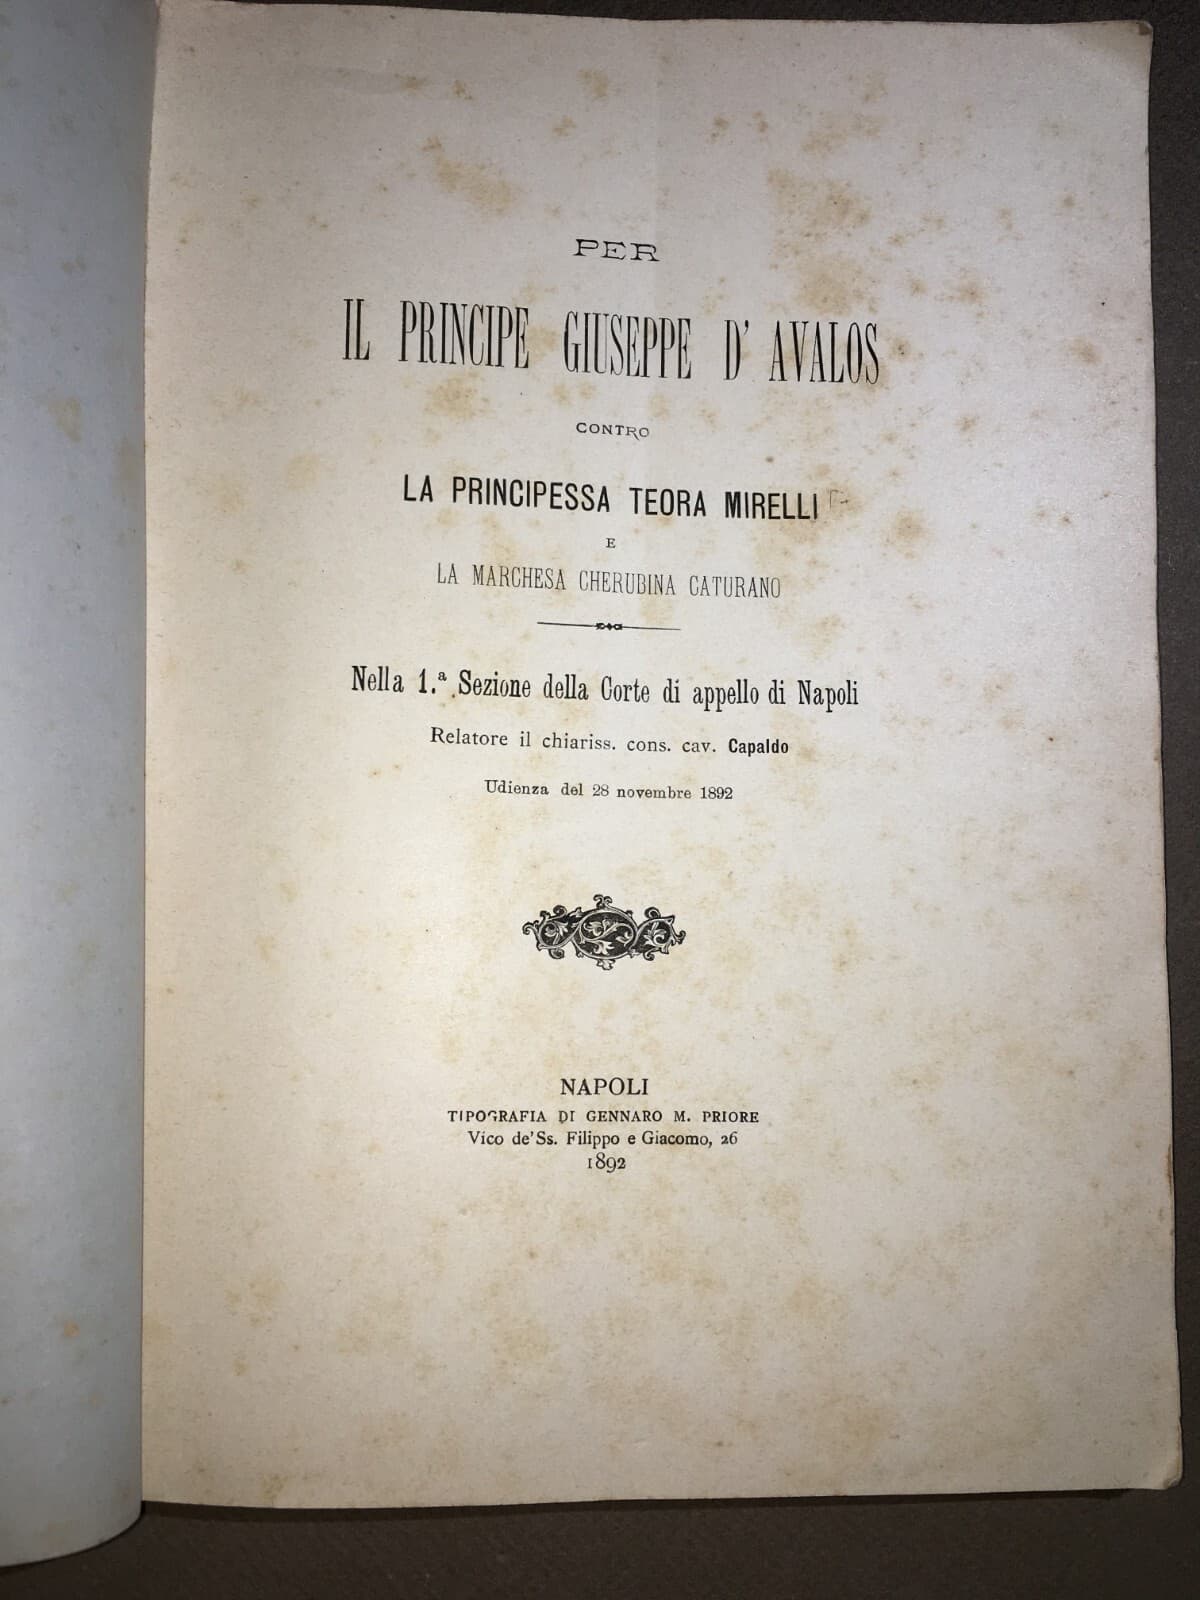 PER
IL PRINCIPE GIUSEPPE D' AVALOS
CONTRO
LA PRINCIPESSA TEORA MIRELLI
E
LA MARCHESA CHERUBINA CATURANO
Nella 1.ª Sezione della Corte di appello di Napoli
Relatore il chiariss. cons. cav. Capaldo
Udienza del 28 novembre 1892
NAPOLI
TIPOGRAFIA DI GENNARO M. PRIORE
Vico de' Ss. Filippo e Giacomo, 26
1892